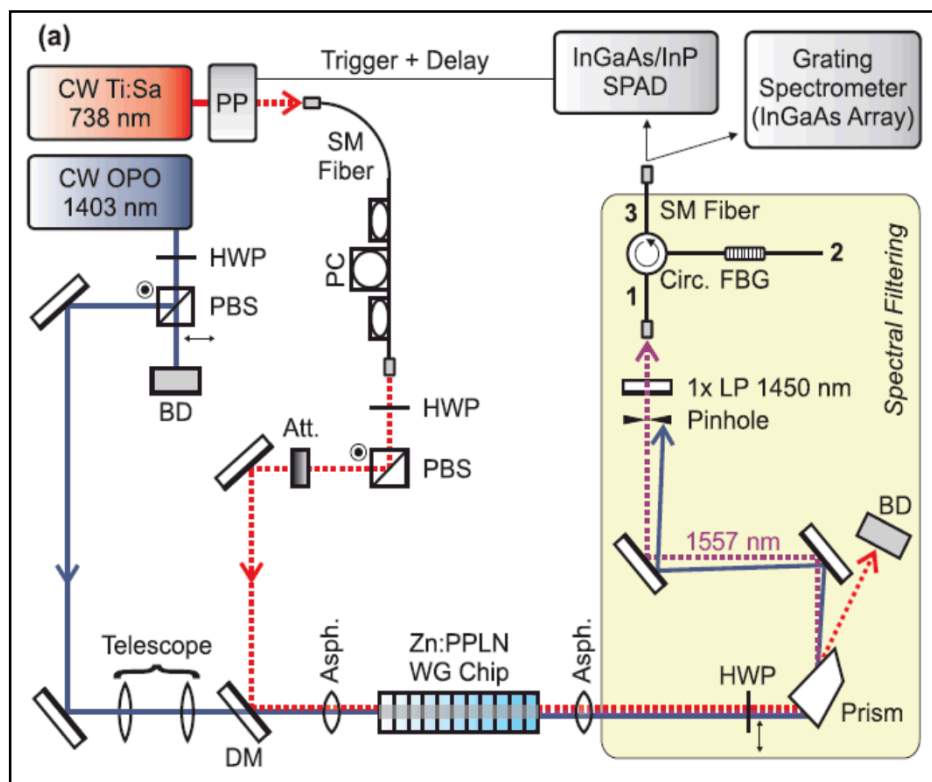 (a)
CW Ti:Sa
738 nm
PP
Trigger + Delay
InGaAs/InP
SPAD
Grating
Spectrometer
(InGaAs Array)
CW OPO
1403 nm
SM
Fiber
HWP
PBS
BD
PC
HWP
Att.
PBS
3
SM Fiber
2
Circ. FBG
1
Spectral Filtering
1x LP 1450 nm
Pinhole
BD
1557 nm
Telescope
Asph.
Zn:PPLN
WG Chip
Asph.
HWP
Prism
DM